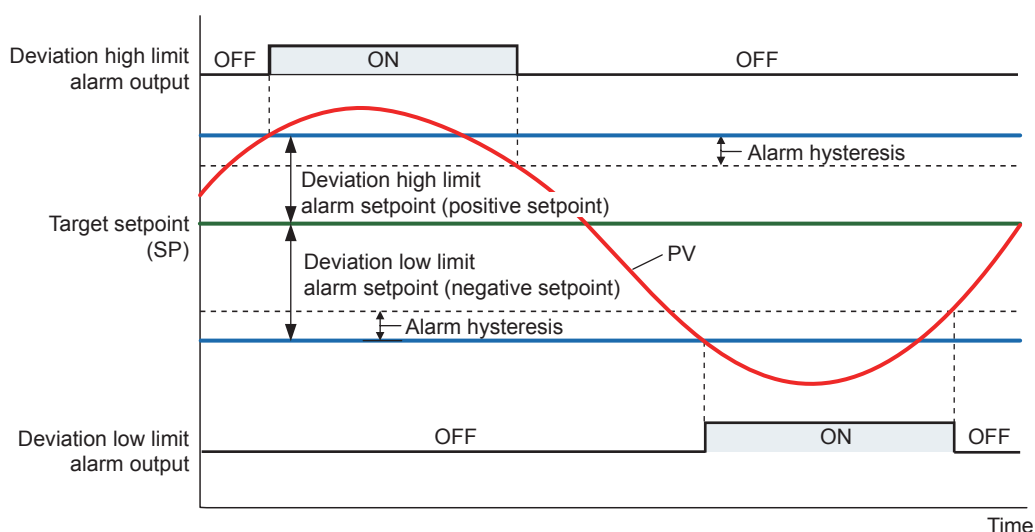 Deviation high limit
alarm output
OFF
ON
OFF
Alarm hysteresis
Deviation high limit
alarm setpoint (positive setpoint)
Target setpoint
(SP)
Deviation low limit
alarm setpoint (negative setpoint)
PV
Alarm hysteresis
Deviation low limit
alarm output
OFF
ON
OFF
Time